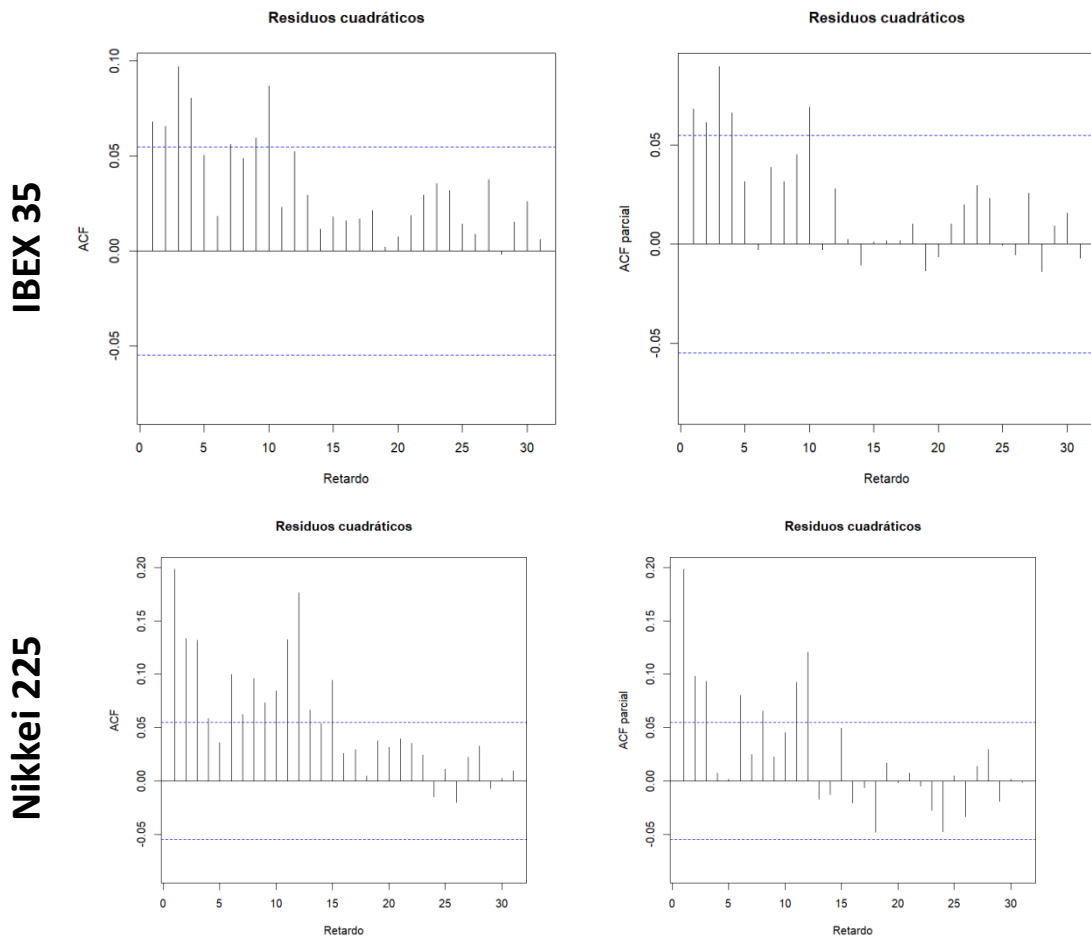 IBEX 35
Residuos cuadráticos
ACF
0.10
0.05
0.00
-0.05
0 5 10 15 20 25 30
Retardo
Residuos cuadráticos
ACF parcial
0.05
0.00
-0.05
0 5 10 15 20 25 30
Retardo
Nikkei 225
Residuos cuadráticos
ACF
0.20
0.15
0.10
0.05
0.00
-0.05
0 5 10 15 20 25 30
Retardo
Residuos cuadráticos
ACF parcial
0.20
0.15
0.10
0.05
0.00
-0.05
0 5 10 15 20 25 30
Retardo